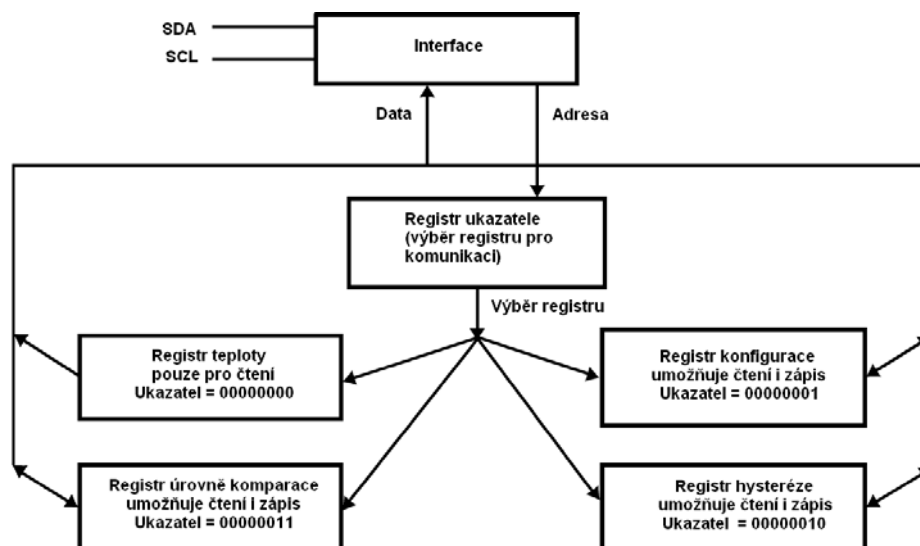 SDA
SCL
Interface
Data
Adresa
Registr ukazatele
(výběr registru pro
komunikaci)
Výběr registru
Registr teploty
pouze pro čtení
Ukazatel = 00000000
Registr konfigurace
umožňuje čtení i zápis
Ukazatel = 00000001
Registr úrovně komparace
umožňuje čtení i zápis
Ukazatel = 00000011
Registr hysteréze
umožňuje čtení i zápis
Ukazatel = 00000010